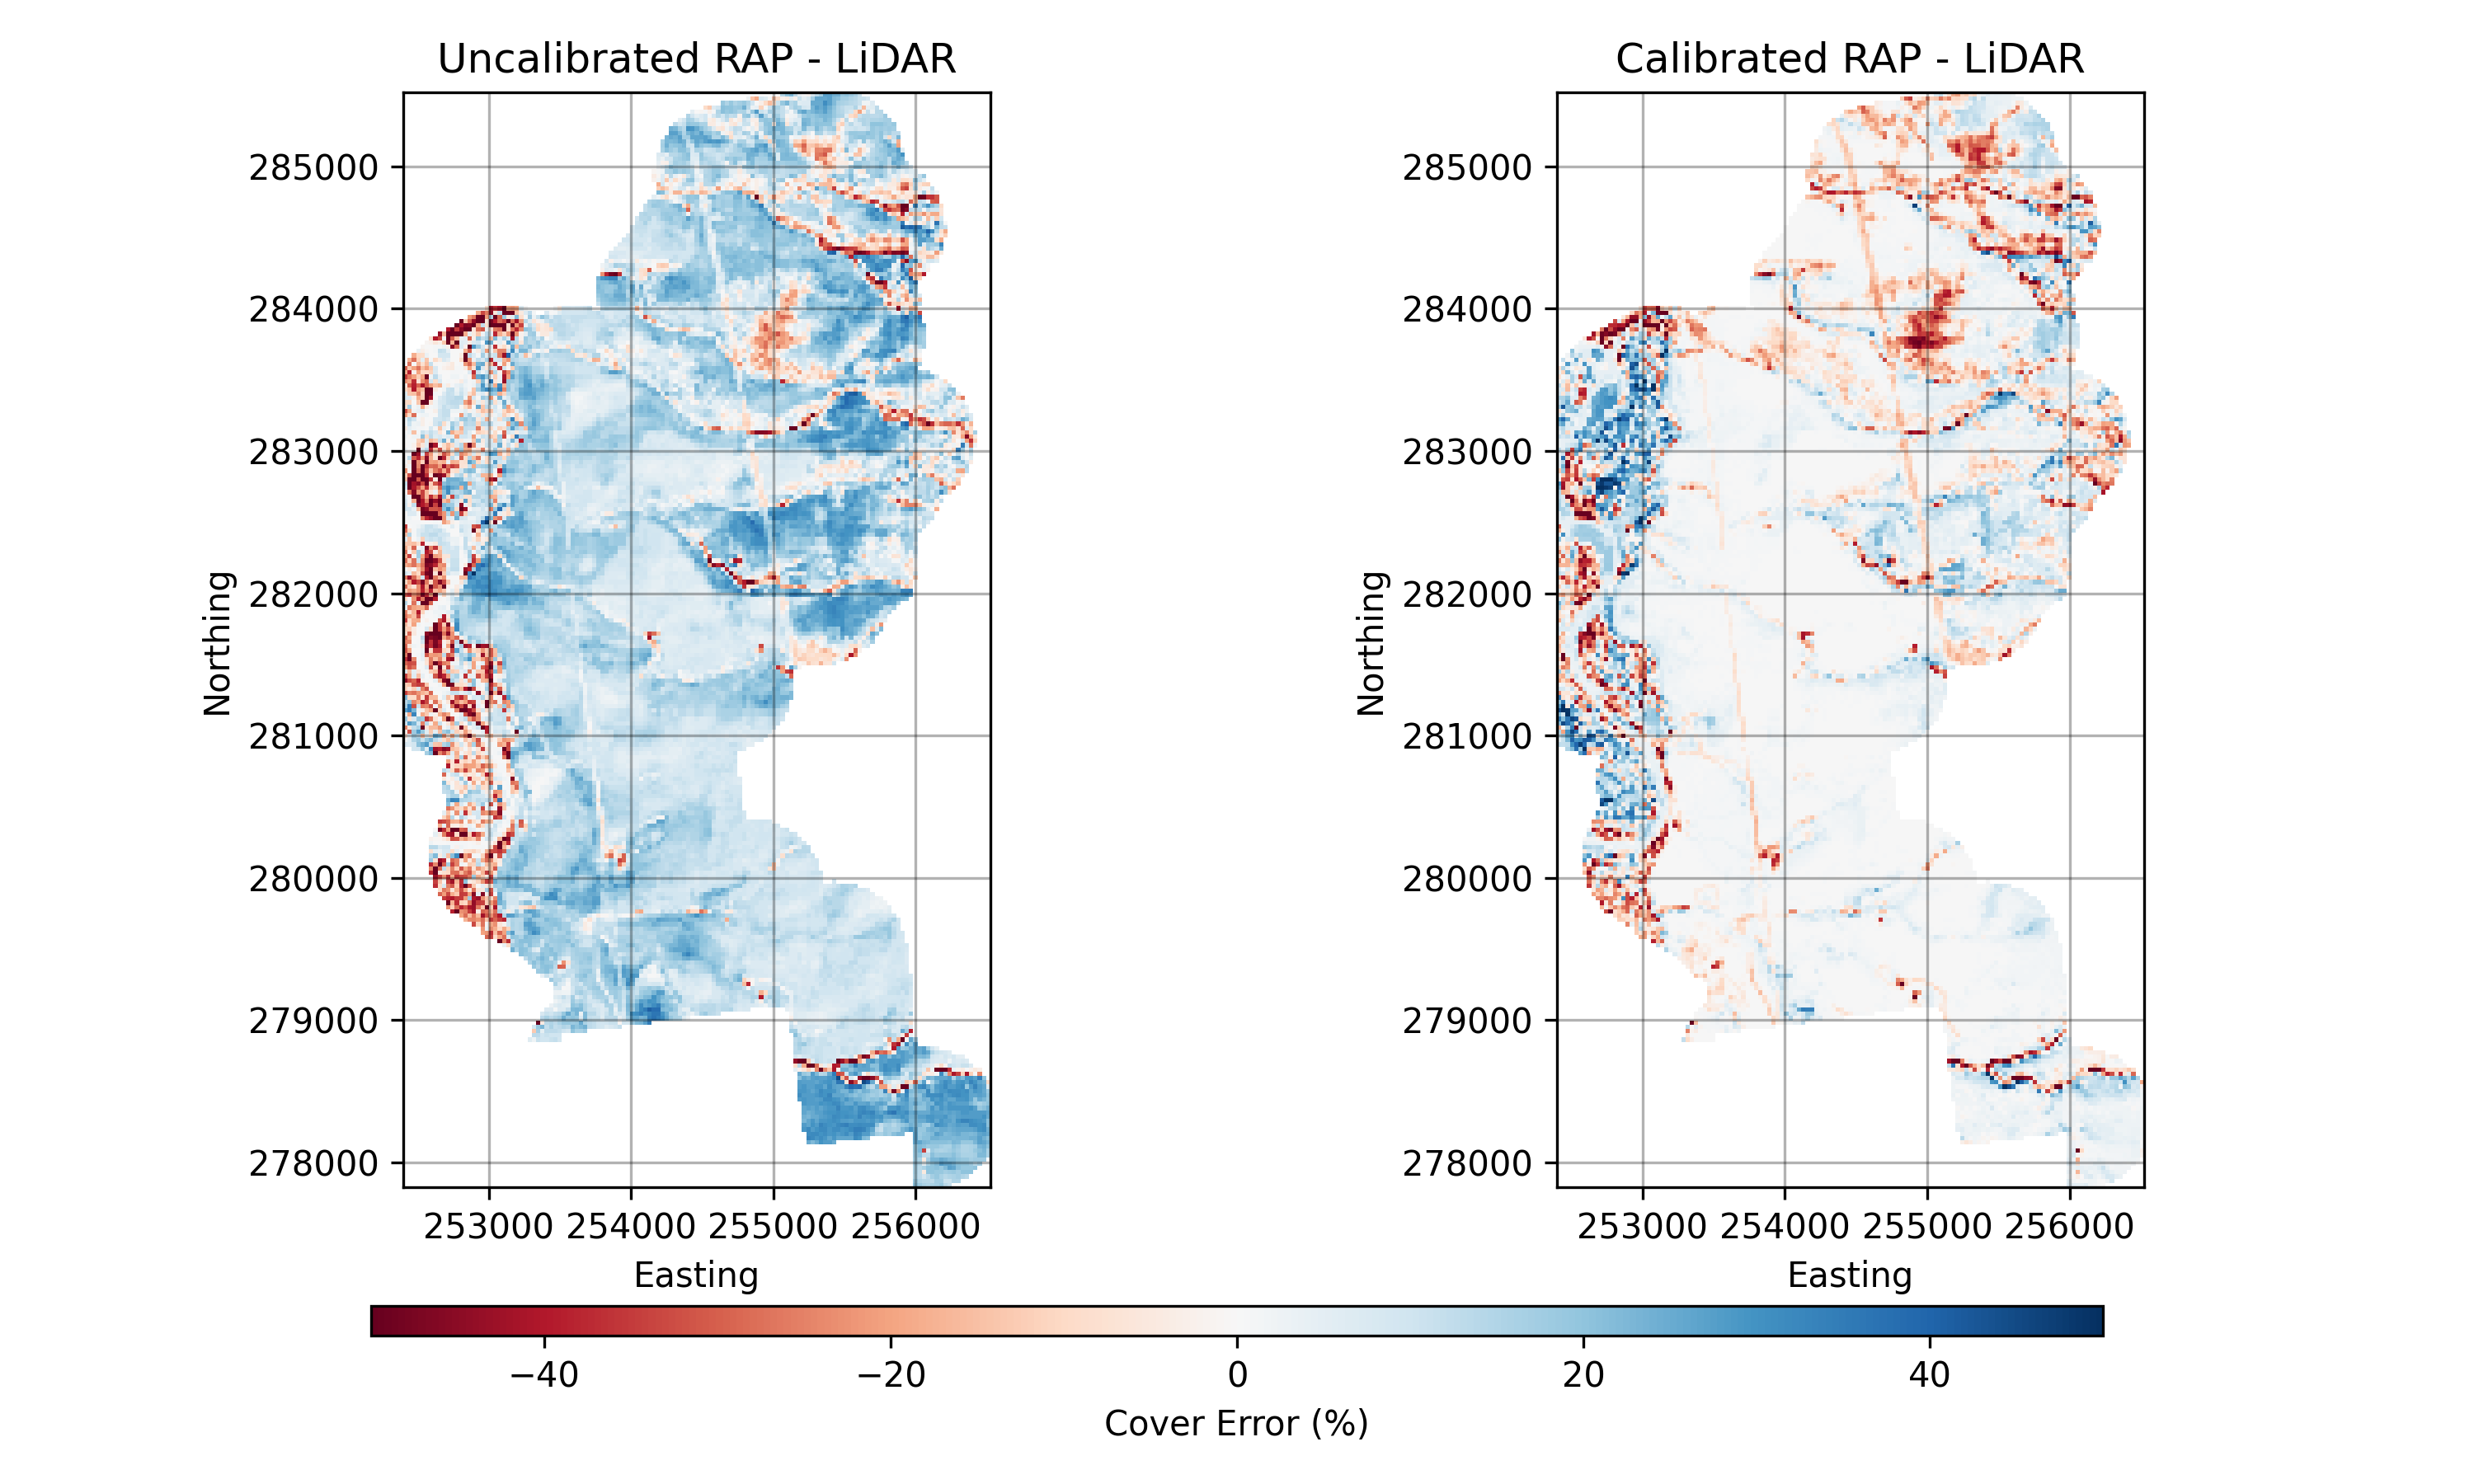 Uncalibrated RAP - LiDAR
Calibrated RAP - LiDAR
285000
284000
283000
282000
281000
280000
279000
278000
Northing
253000 254000 255000 256000
Easting
285000
284000
283000
282000
281000
280000
279000
278000
Northing
253000 254000 255000 256000
Easting
−40 −20 0 20 40
Cover Error (%)